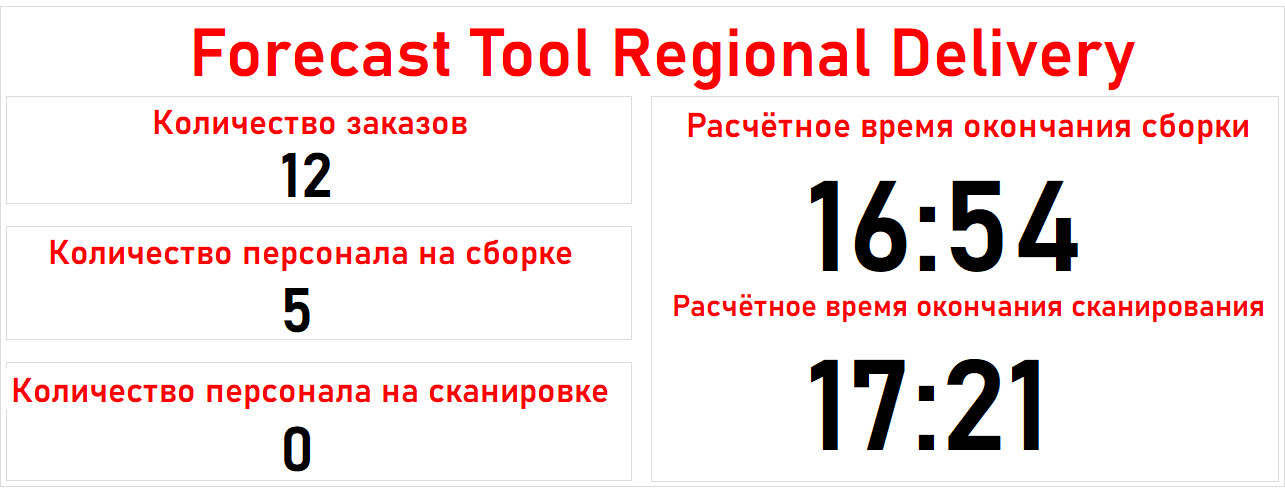 Forecast Tool Regional Delivery
Количество заказов
12
Количество персонала на сборке
5
Количество персонала на сканировке
0
Расчётное время окончания сборки
16:54
Расчётное время окончания сканирования
17:21